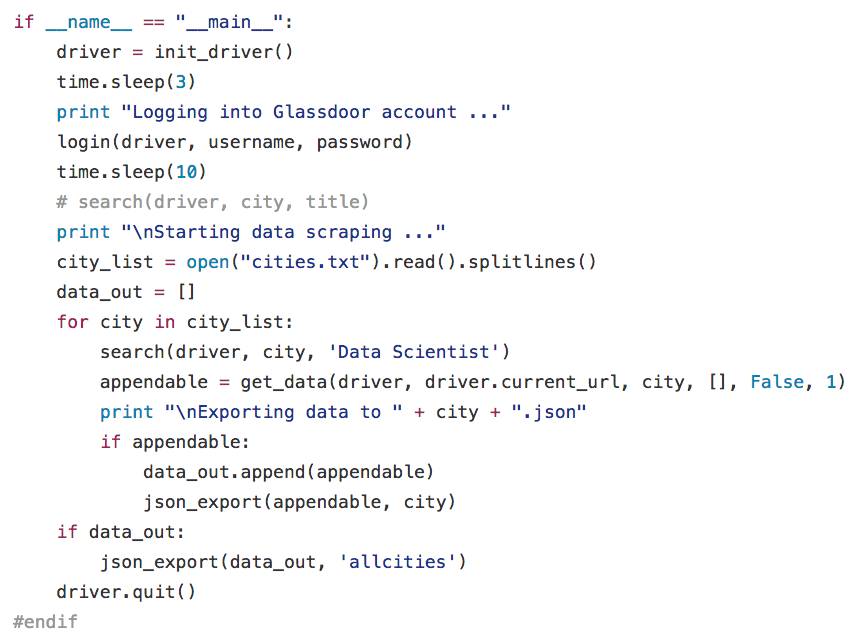 if __name__ == "__main__":
    driver = init_driver()
    time.sleep(3)
    print "Logging into Glassdoor account ..."
    login(driver, username, password)
    time.sleep(10)
    # search(driver, city, title)
    print "\nStarting data scraping ..."
    city_list = open("cities.txt").read().splitlines()
    data_out = []
    for city in city_list:
        search(driver, city, 'Data Scientist')
        appendable = get_data(driver, driver.current_url, city, [], False, 1)
        print "\nExporting data to " + city + ".json"
        if appendable:
            data_out.append(appendable)
            json_export(appendable, city)
    if data_out:
        json_export(data_out, 'allcities')
    driver.quit()
#endif